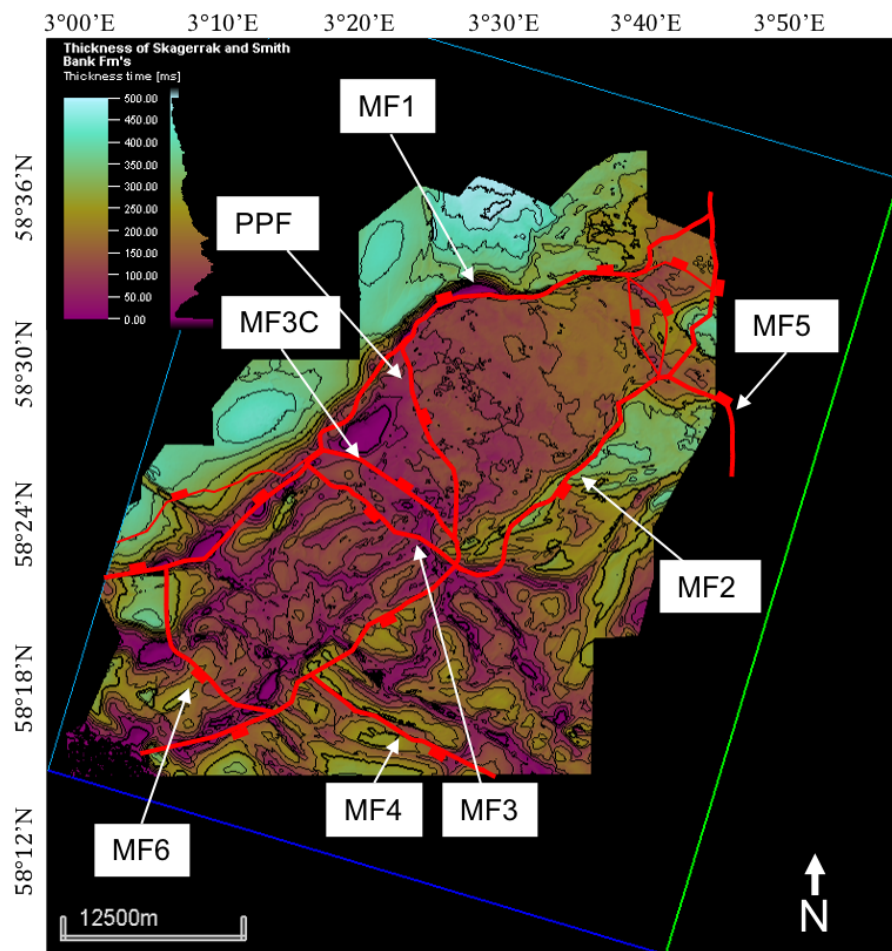 3°00’E 3°10’E 3°20’E 3°30’E 3°40’E 3°50’E
Thickness of Skagerrak and Smith
Bank Fm's
Thickness time [ms]
500.00
450.00
400.00
350.00
300.00
250.00
200.00
150.00
100.00
50.00
0.00
MF1
PPF
MF3C
MF5
MF2
MF4
MF3
MF6
58°36’N
58°30’N
58°24’N
58°18’N
58°12’N
12500m
N